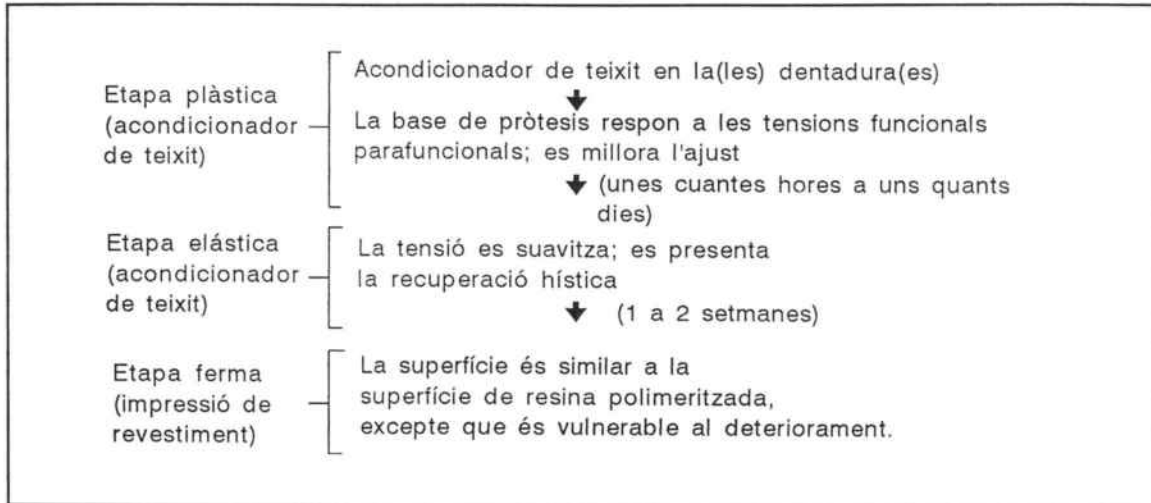 Etapa plàstica
(acondicionador
de teixit)
Acondicionador de teixit en la(les) dentadura(es)
La base de pròtesis respon a les tensions funcionals
parafuncionals; es millora l'ajust
(unes cuantes hores a uns quants
dies)
Etapa elástica
(acondicionador
de teixit)
La tensió es suavitza; es presenta
la recuperació hística
(1 a 2 setmanes)
Etapa ferma
(impressió de
revestiment)
La superfície és similar a la
superfície de resina polimeritzada,
excepte que és vulnerable al deteriorament.